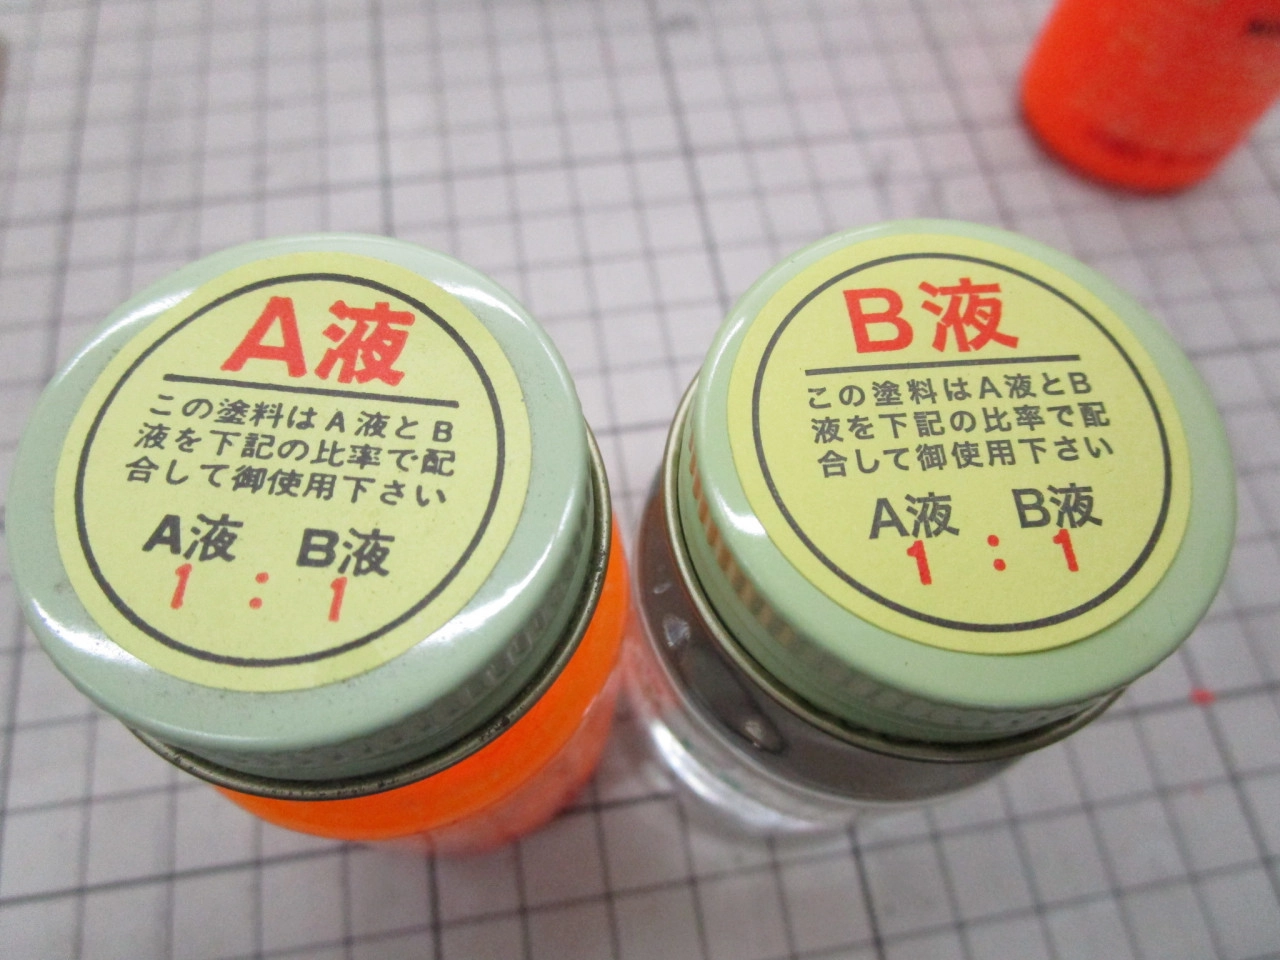 A液
この塗料はA液とB
液を下記の比率で配
合して御使用下さい
A液 B液
1 : 1
B液
この塗料はA液とB
液を下記の比率で配
合して御使用下さい
A液 B液
1 : 1